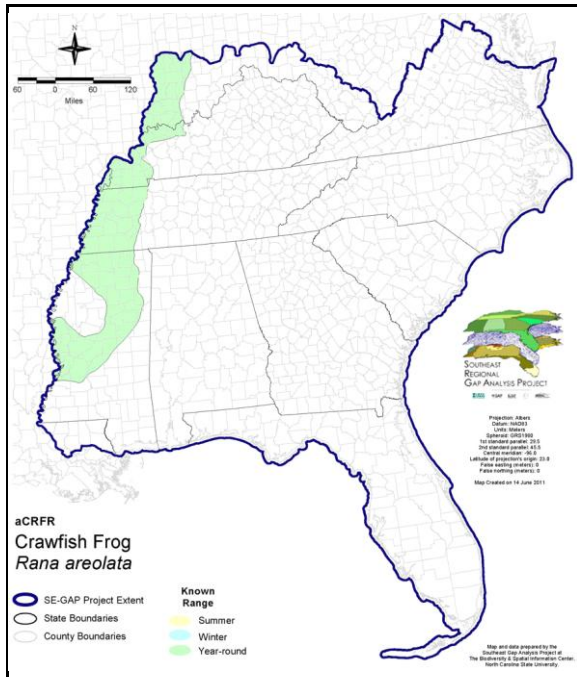 N
60 0 60 120
Miles
SOUTHEAST
REGIONAL
GAP ANALYSIS PROJECT
Projection: Albers
Datum: NAD83
Units: Meters
Spheroid: GRS1980
1st standard parallel: 29.5
2nd standard parallel: 45.5
Central meridian: -96.0
Latitude of projection's origin: 23.0
False easting (meters): 0
False northing (meters): 0
Map Created on 14 June 2011
aCRFR
Crawfish Frog
Rana areolata
SE-GAP Project Extent
State Boundaries
County Boundaries
Known
Range
Summer
Winter
Year-round
Map and data prepared by the
Southeast Gap Analysis Project at
The Biodiversity & Spatial Information Center,
North Carolina State University.